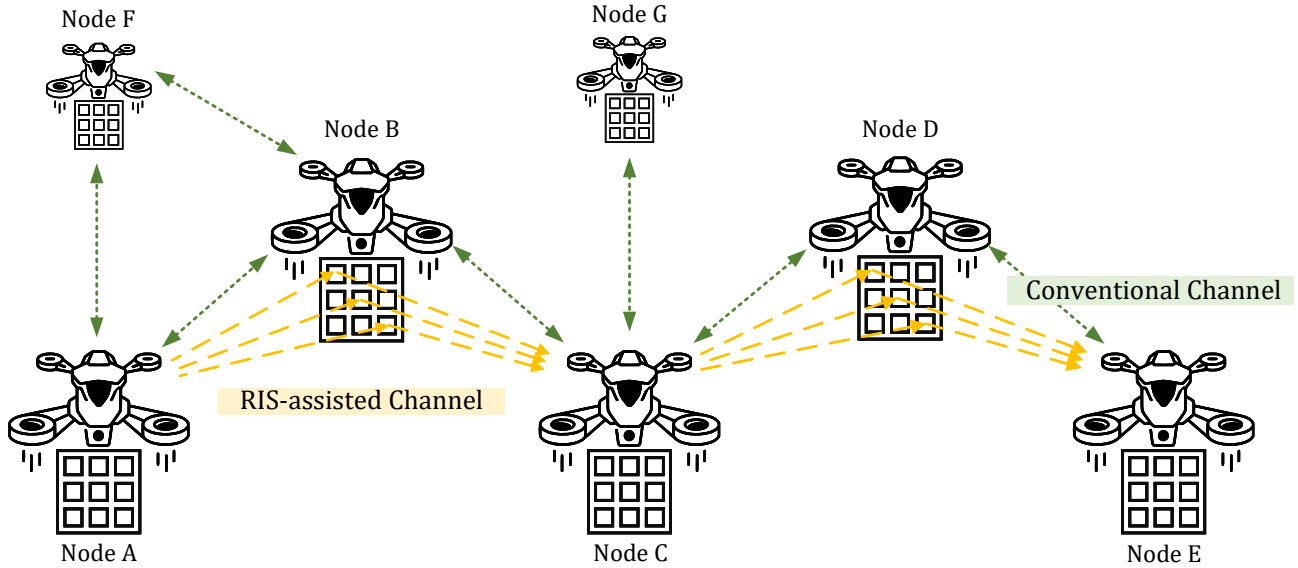 Node F
Node G
Node B
Node D
Conventional Channel
RIS-assisted Channel
Node A
Node C
Node E